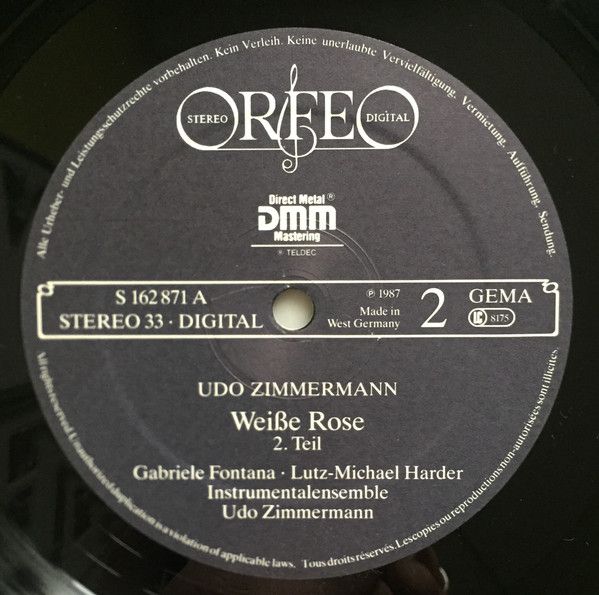 Alle Urheber- und Leistungsschutzrechte vorbehalten. Kein Verleih. Keine unerlaubte Vervielfältigung, Vermietung, Aufführung, Sendung.
STEREO ORFEO DIGITAL
Direct Metal ®
DMM
Mastering
® TELDEC
S 162 871 A
STEREO 33 · DIGITAL
℗ 1987
Made in
West Germany
2
GEMA
LC 8175
UDO ZIMMERMANN
Weiße Rose
2. Teil
Gabriele Fontana · Lutz-Michael Harder
Instrumentalensemble
Udo Zimmermann
All rights reserved. Unauthorized duplication is a violation of applicable laws. Tous droits réservés. Les copies ou reproductions non-autorisées sont illicites